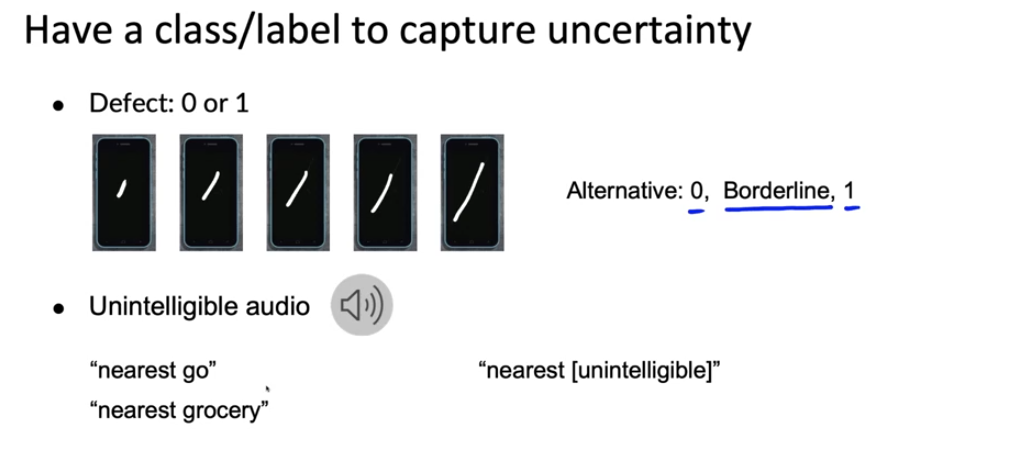 Have a class/label to capture uncertainty
• Defect: 0 or 1
Alternative: 0, Borderline, 1
• Unintelligible audio
“nearest go”
“nearest [unintelligible]”
“nearest grocery”